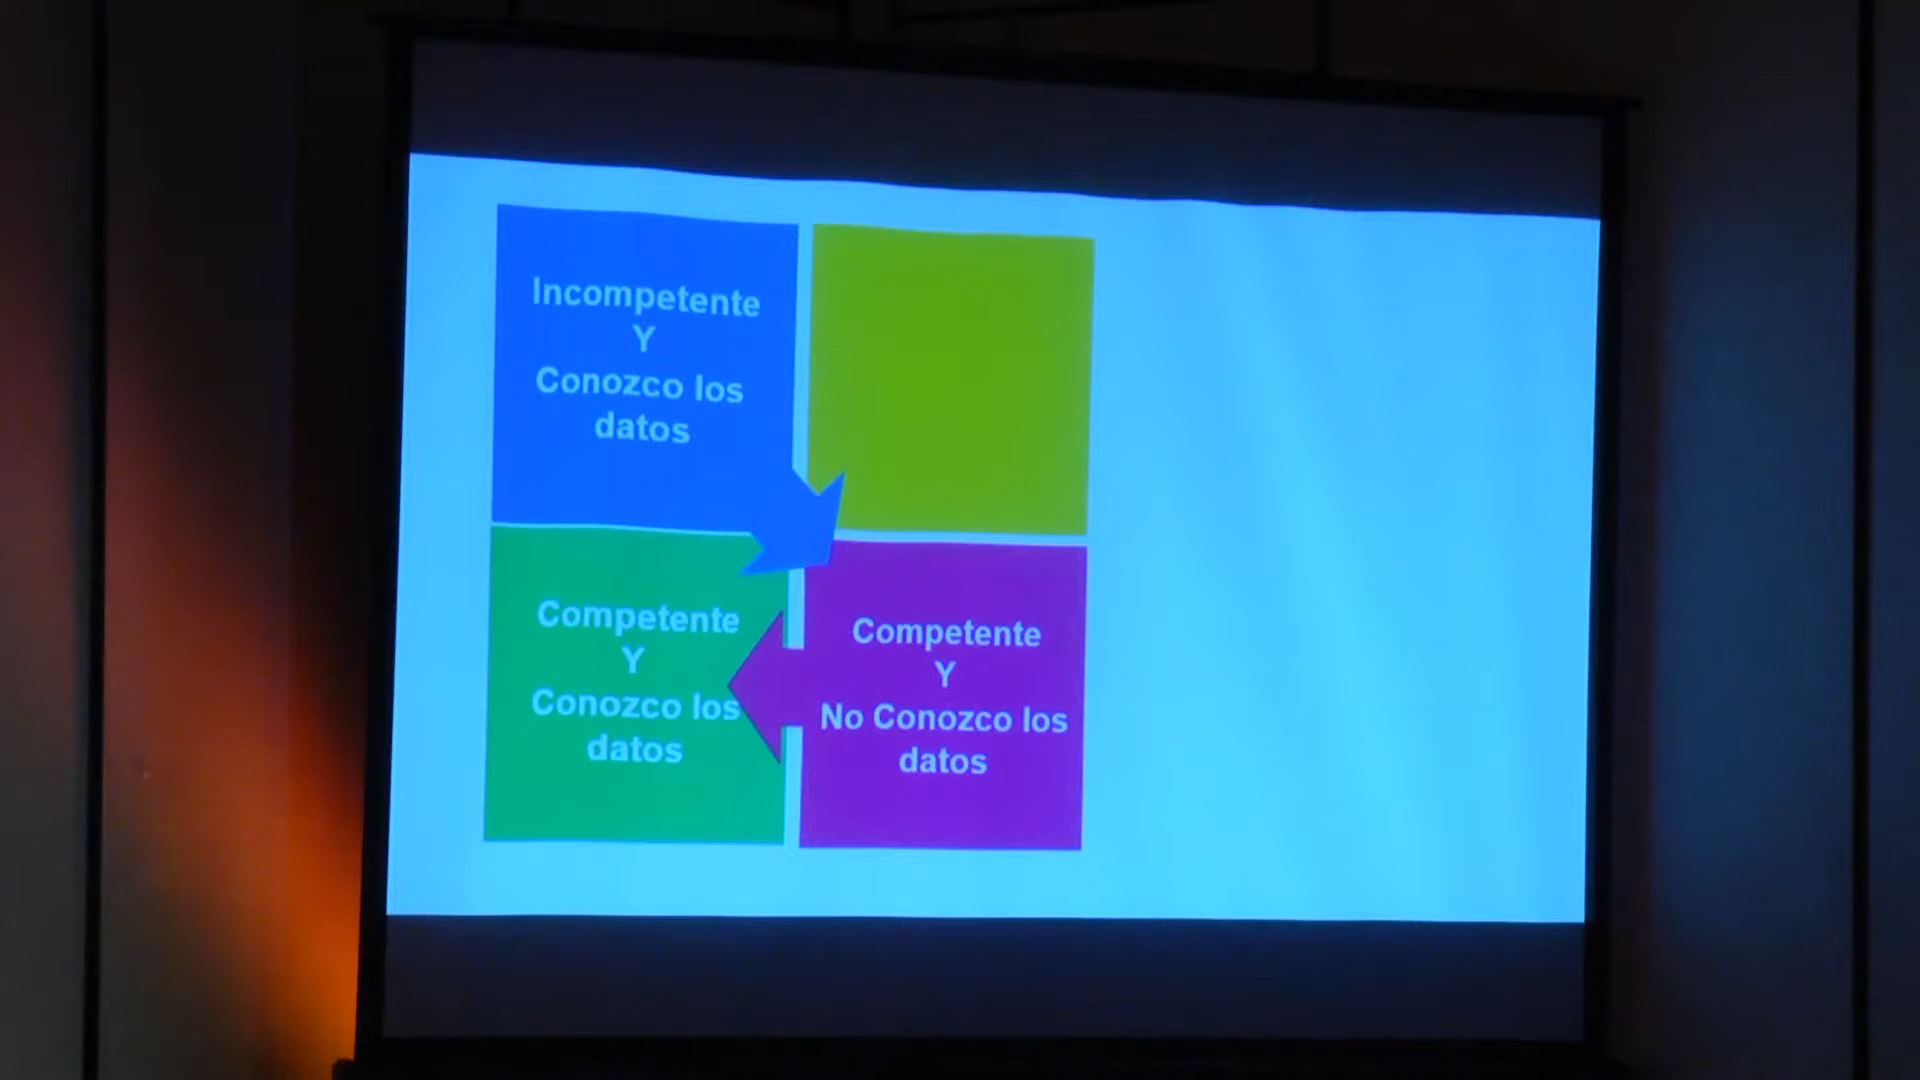 Incompetente
Y
Conozco los
datos
Competente
Y
Conozco los
datos
Competente
Y
No Conozco los
datos